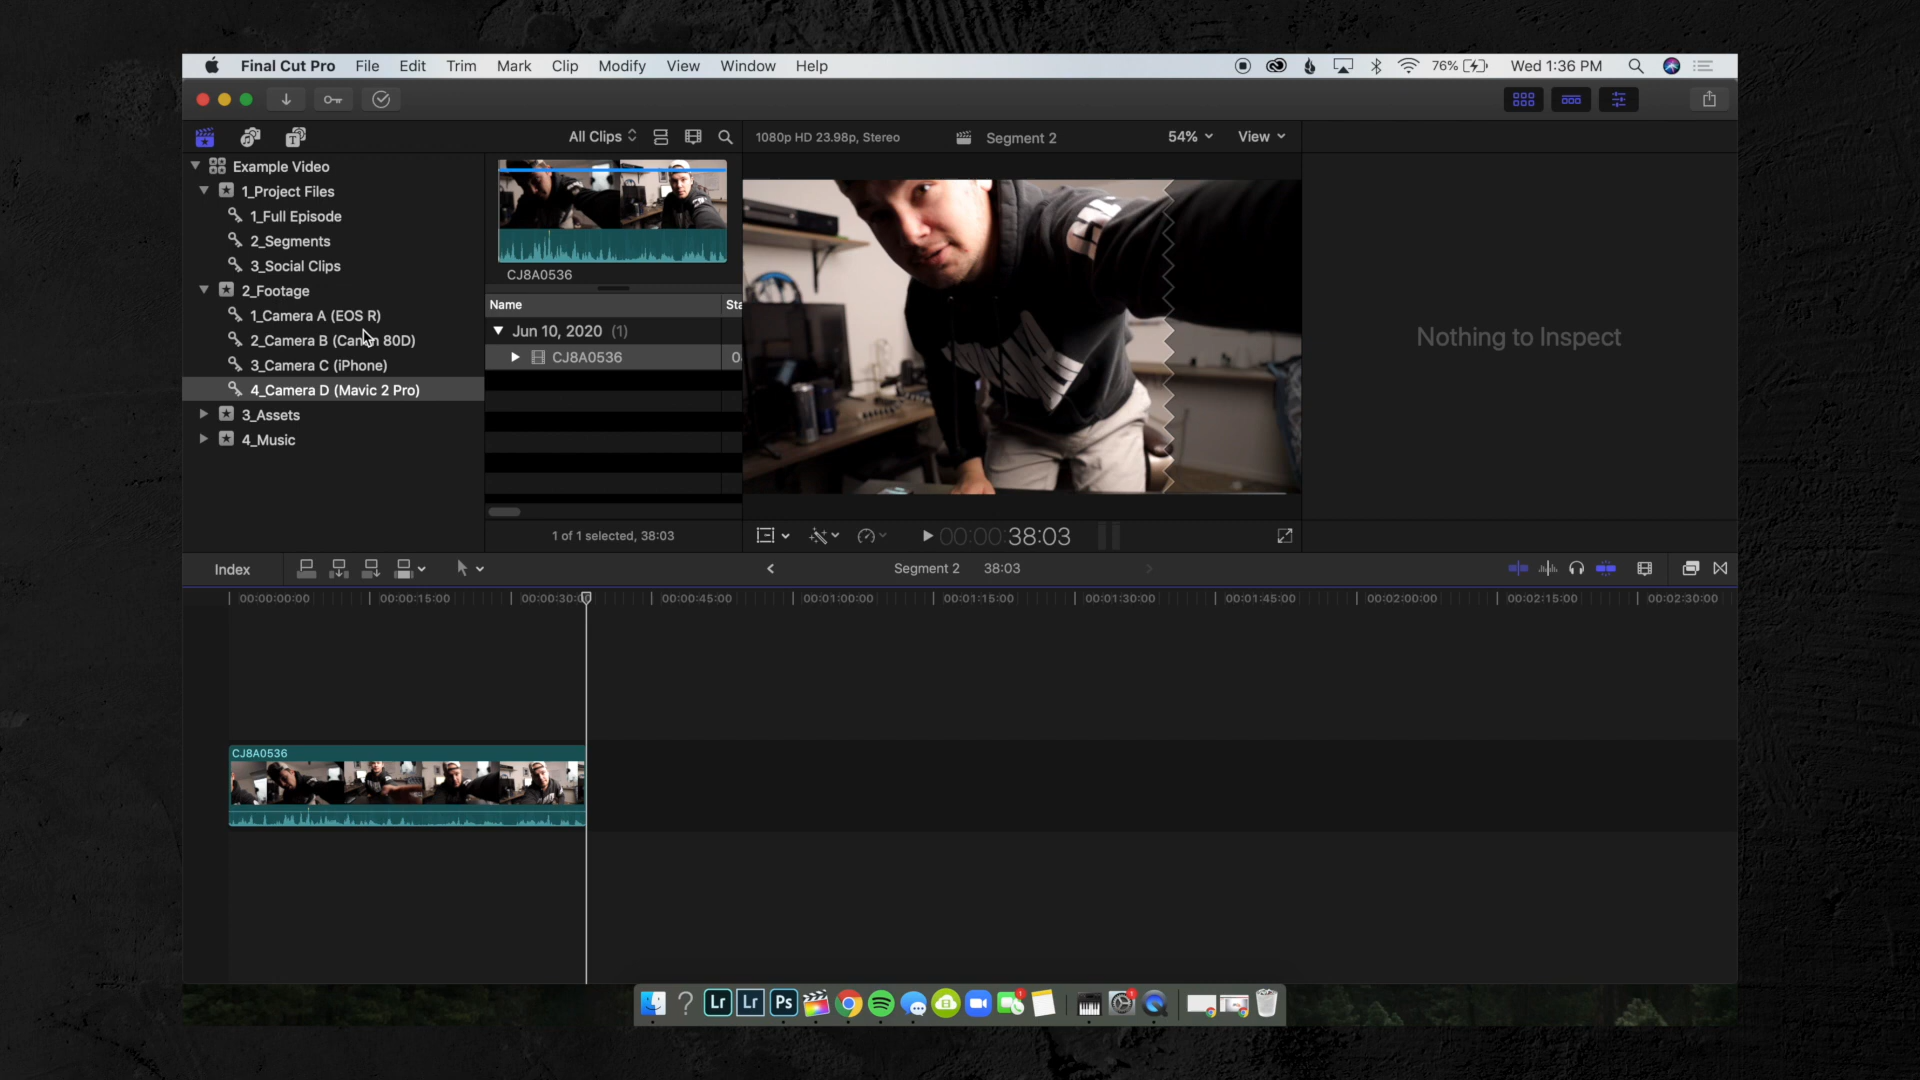 Final Cut Pro File Edit Trim Mark Clip Modify View Window Help 76% Wed 1:36 PM
All Clips 1080p HD 23.98p, Stereo Segment 2 54% View
Example Video
1_Project Files
1_Full Episode
2_Segments
3_Social Clips
2_Footage
1_Camera A (EOS R)
2_Camera B (Canon 80D)
3_Camera C (iPhone)
4_Camera D (Mavic 2 Pro)
3_Assets
4_Music
CJ8A0536
Name Sta
Jun 10, 2020 (1)
CJ8A0536 0
1 of 1 selected, 38:03
00:00:38:03
Nothing to Inspect
Index Segment 2 38:03
00:00:00:00 00:00:15:00 00:00:30:00 00:00:45:00 00:01:00:00 00:01:15:00 00:01:30:00 00:01:45:00 00:02:00:00 00:02:15:00 00:02:30:00
CJ8A0536
? Lr Lr Ps 1 1